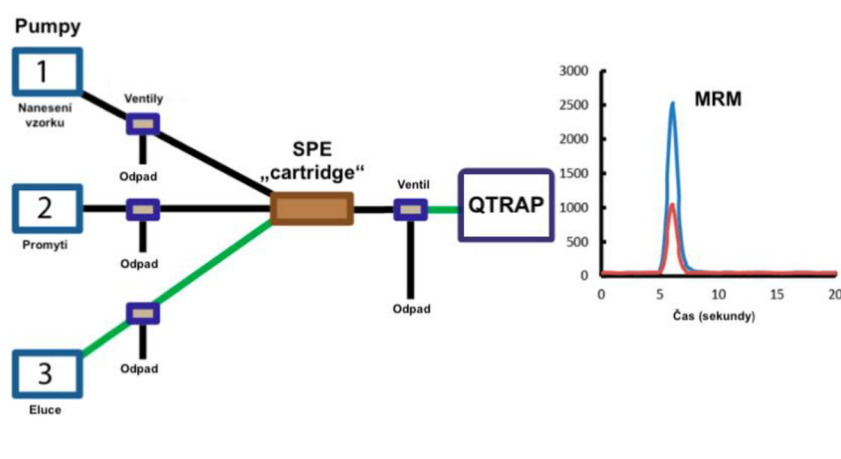 Pumpy
1
Nanesení
vzorku
Ventily
Odpad
2
Promytí
Odpad
3
Eluce
Odpad
SPE
„cartridge“
Ventil
Odpad
QTRAP
MRM
3000
2500
2000
1500
1000
500
0
0 5 10 15 20
Čas (sekundy)